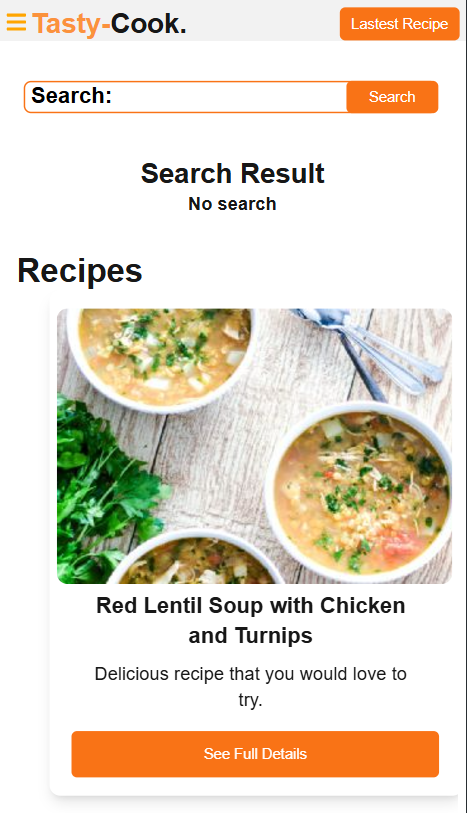 Tasty-Cook.
Lastest Recipe
Search:
Search
Search Result
No search
Recipes
Red Lentil Soup with Chicken
and Turnips
Delicious recipe that you would love to
try.
See Full Details